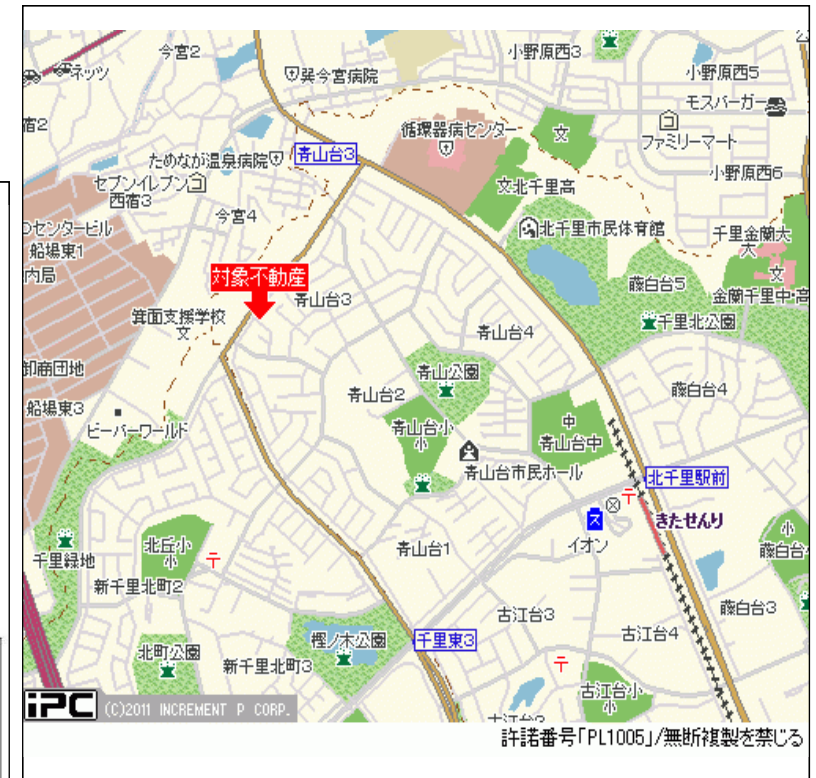 今宮2
小野原西3
ネッツ
巽今宮病院
小野原西5
モスバーガー
宿2
循環器病センター
文
ファミリーマート
青山台3
ためなが温泉病院
セブンイレブン
西宿3
文北千里高
小野原西6
今宮4
センタービル
船場東1
内局
北千里市民体育館
千里金蘭大
大
文
金蘭千里中・高
対象不動産
青山台3
藤白台5
箕面支援学校
文
千里北公園
青山台4
卸商団地
青山公園
青山台2
藤白台4
船場東3
ビーバーワールド
青山台小
小
中
青山台中
青山台市民ホール
北千里駅前
きたせんり
イオン
千里緑地
北丘小
小
青山台1
小
藤白台
新千里北町2
古江台3
藤白台3
古江台4
樫ノ木公園
千里東3
北町公園
新千里北町3
古江台小
小
iPC (C)2011 INCREMENT P CORP.
許諾番号「PL1005」/無断複製を禁じる